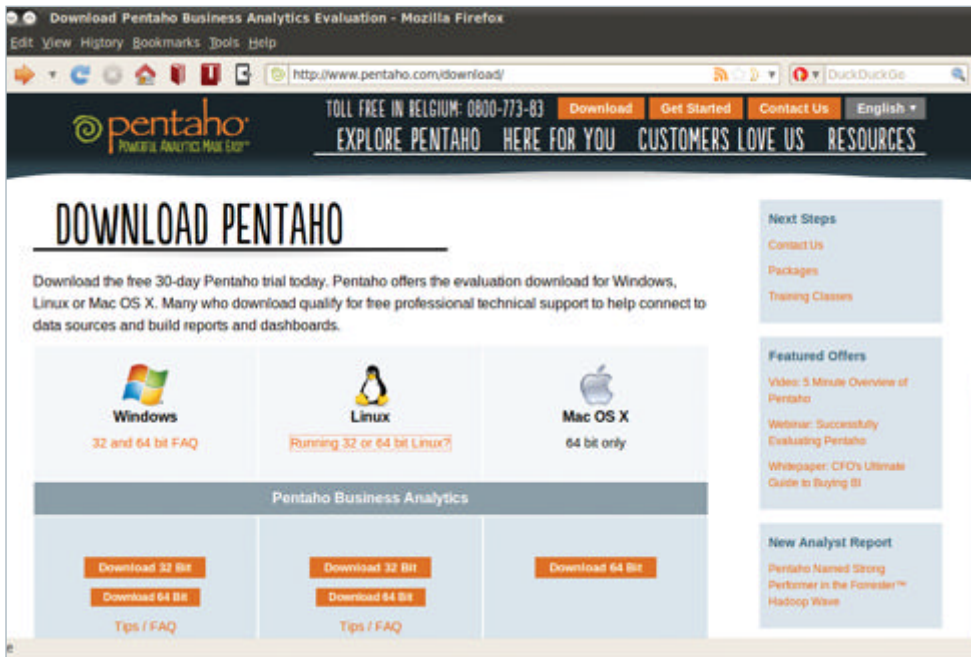 Download Pentaho Business Analytics Evaluation - Mozilla Firefox
Edit View History Bookmarks Tools Help
http://www.pentaho.com/download/
DuckDuckGo
TOLL FREE IN BELGIUM: 0800-773-83 Download Get Started Contact Us English
pentaho
POWERFUL ANALYTICS MADE EASY
EXPLORE PENTAHO HERE FOR YOU CUSTOMERS LOVE US RESOURCES
DOWNLOAD PENTAHO
Download the free 30-day Pentaho trial today. Pentaho offers the evaluation download for Windows,
Linux or Mac OS X. Many who download qualify for free professional technical support to help connect to
data sources and build reports and dashboards.
Windows
32 and 64 bit FAQ
Linux
Running 32 or 64 bit Linux?
Mac OS X
64 bit only
Pentaho Business Analytics
Download 32 Bit
Download 64 Bit
Tips / FAQ
Download 32 Bit
Download 64 Bit
Tips / FAQ
Download 64 Bit
Next Steps
Contact Us
Packages
Training Classes
Featured Offers
Video: 5 Minute Overview of
Pentaho
Webinar: Successfully
Evaluating Pentaho
Whitepaper: CFO's Ultimate
Guide to Buying BI
New Analyst Report
Pentaho Named Strong
Performer in the Forrester™
Hadoop Wave